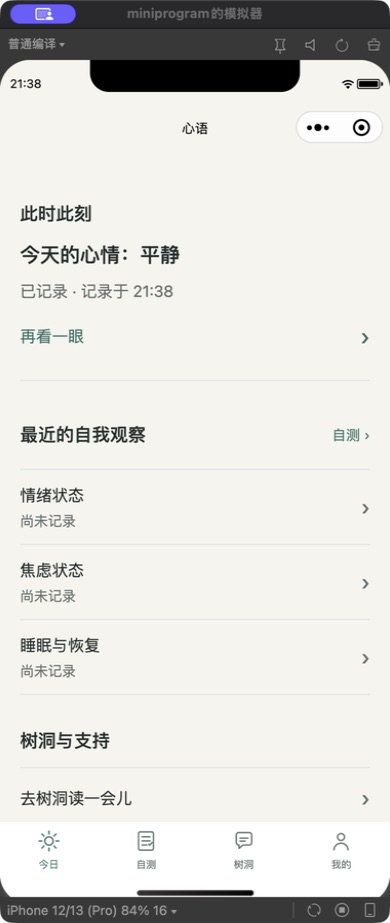 miniprogram的模拟器
普通编译
21:38
心语
此时此刻
今天的心情：平静
已记录 · 记录于 21:38
再看一眼
最近的自我观察
自测
情绪状态
尚未记录
焦虑状态
尚未记录
睡眠与恢复
尚未记录
树洞与支持
去树洞读一会儿
今日
自测
树洞
我的
iPhone 12/13 (Pro) 84% 16